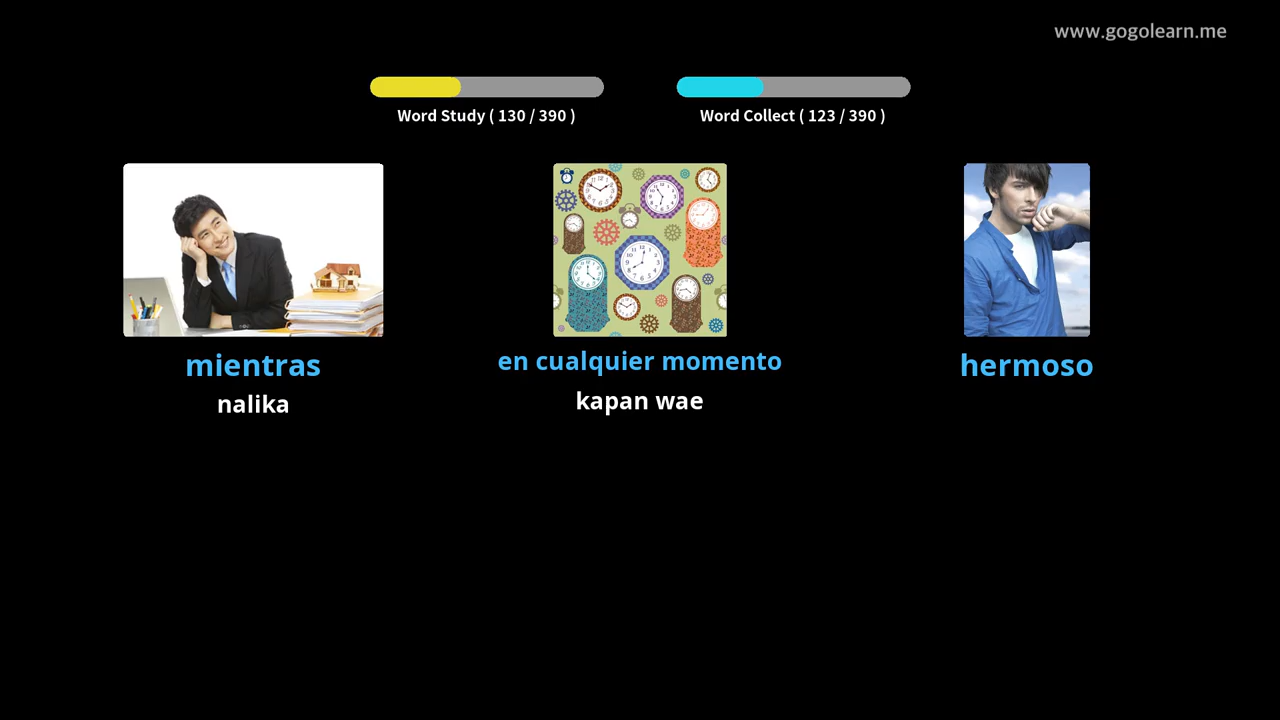 www.gogolearn.me
Word Study ( 130 / 390 )
Word Collect ( 123 / 390 )
mientras
nalika
en cualquier momento
kapan wae
hermoso